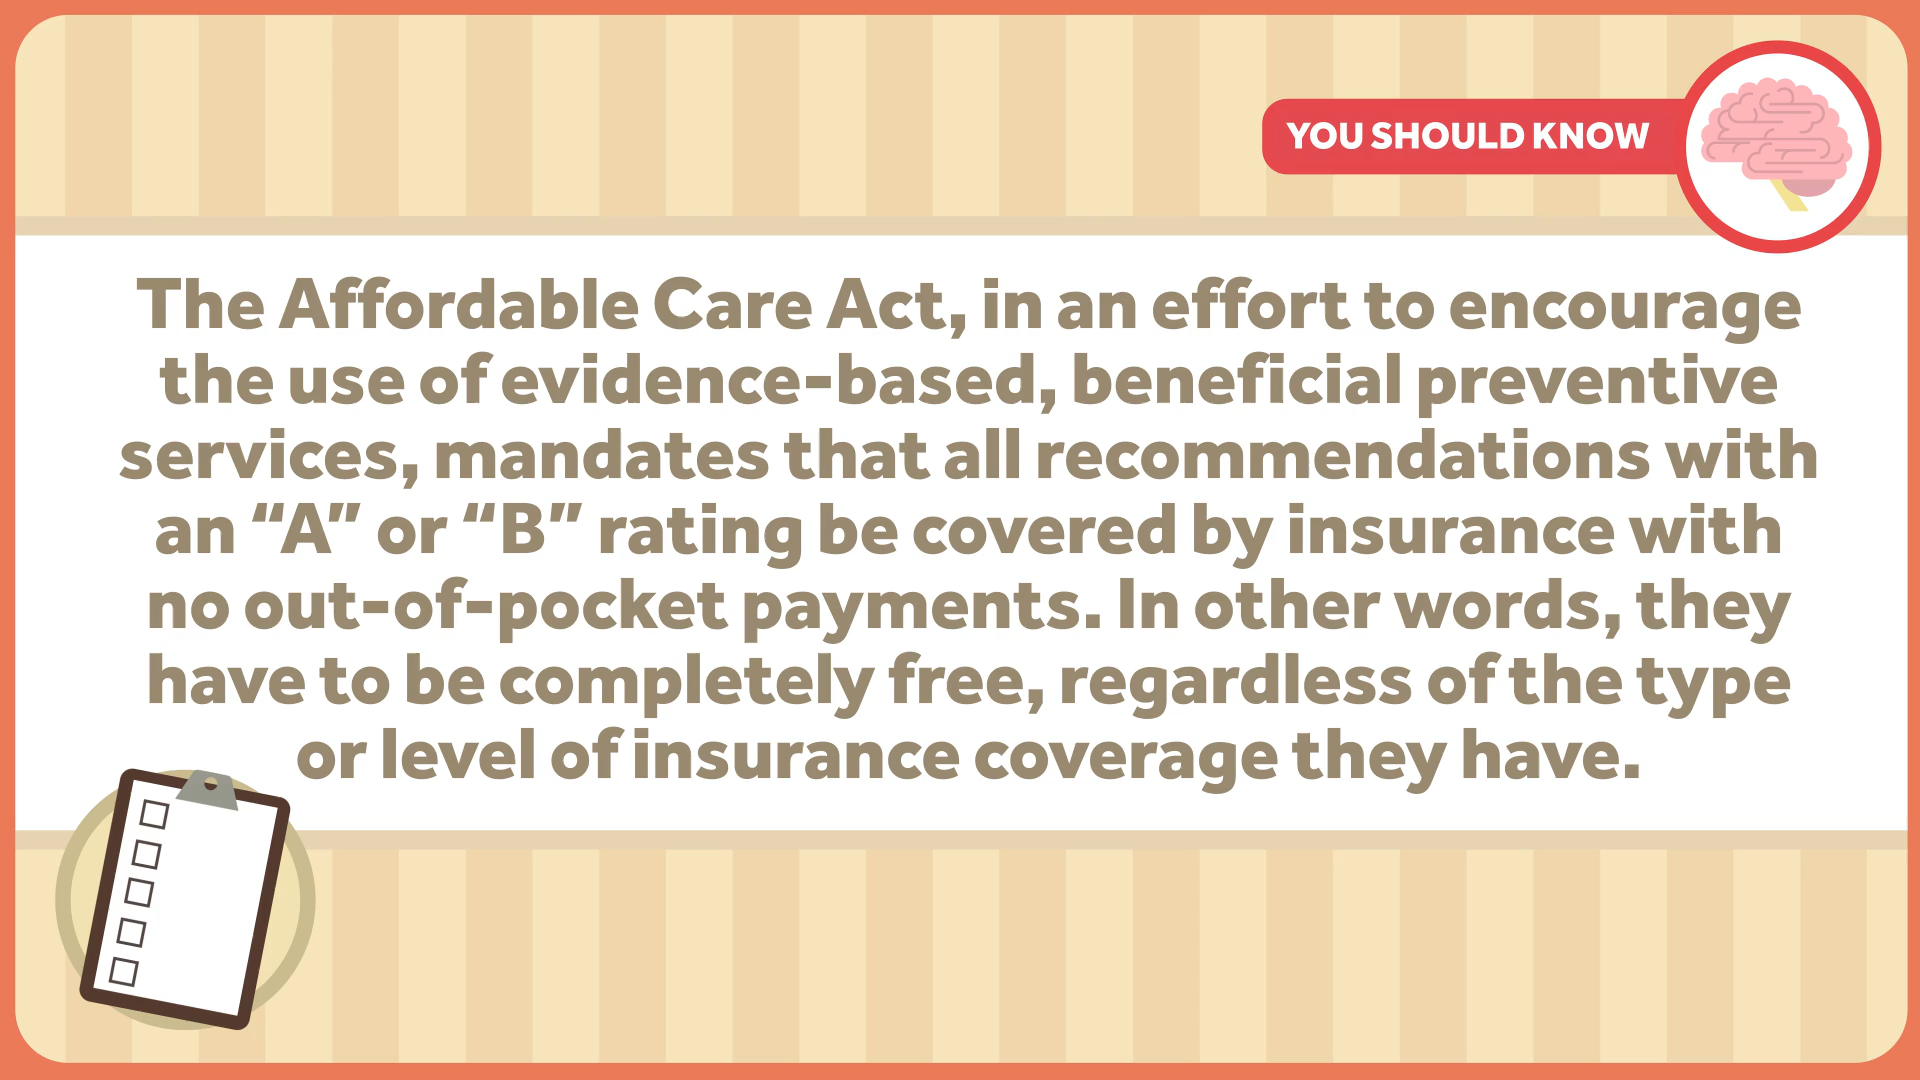 YOU SHOULD KNOW
The Affordable Care Act, in an effort to encourage
the use of evidence-based, beneficial preventive
services, mandates that all recommendations with
an “A” or “B” rating be covered by insurance with
no out-of-pocket payments. In other words, they
have to be completely free, regardless of the type
or level of insurance coverage they have.